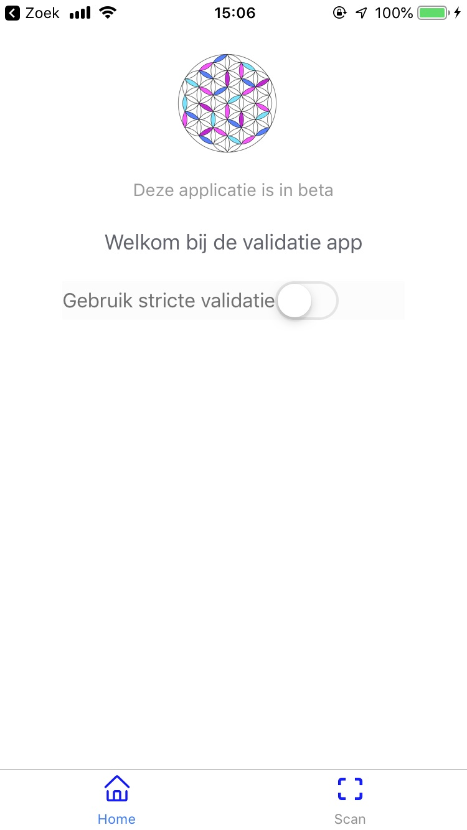 Zoek 15:06 100%
Deze applicatie is in beta
Welkom bij de validatie app
Gebruik stricte validatie
Home Scan